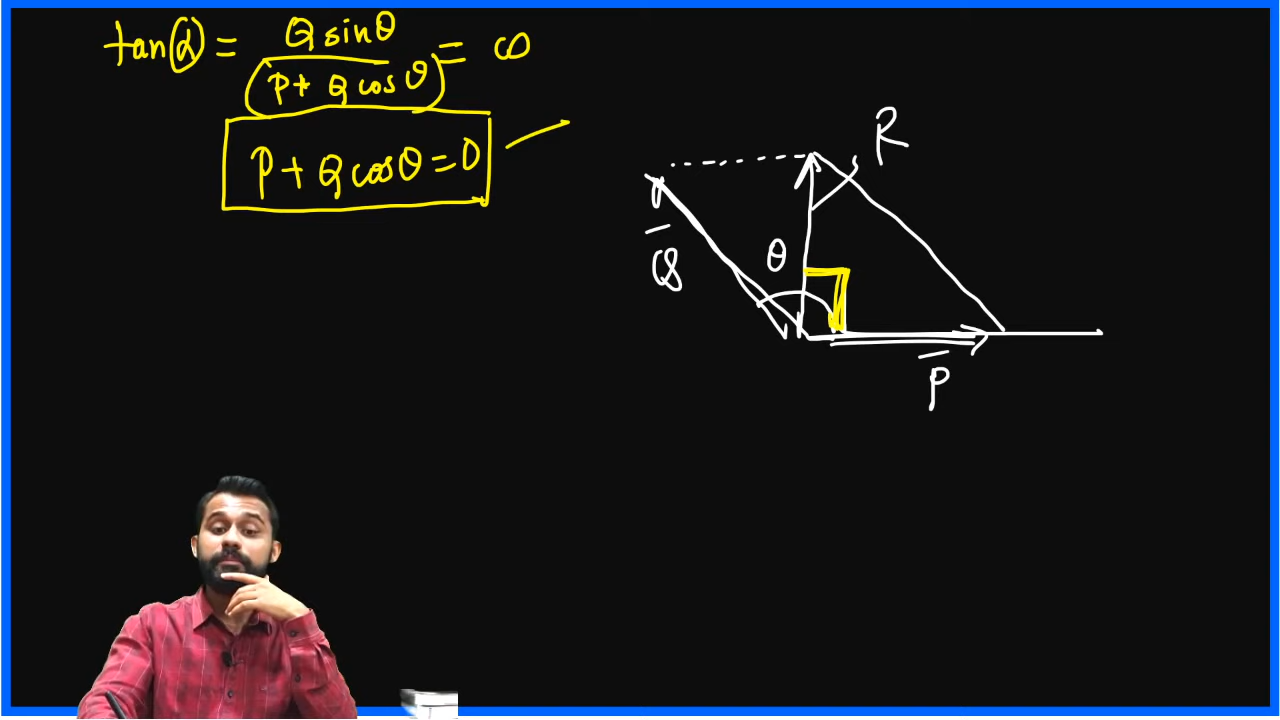 tan(α) = Q sinθ / (P + Q cosθ) = ∞
P + Q cosθ = 0
R
θ
Q̅
P̅